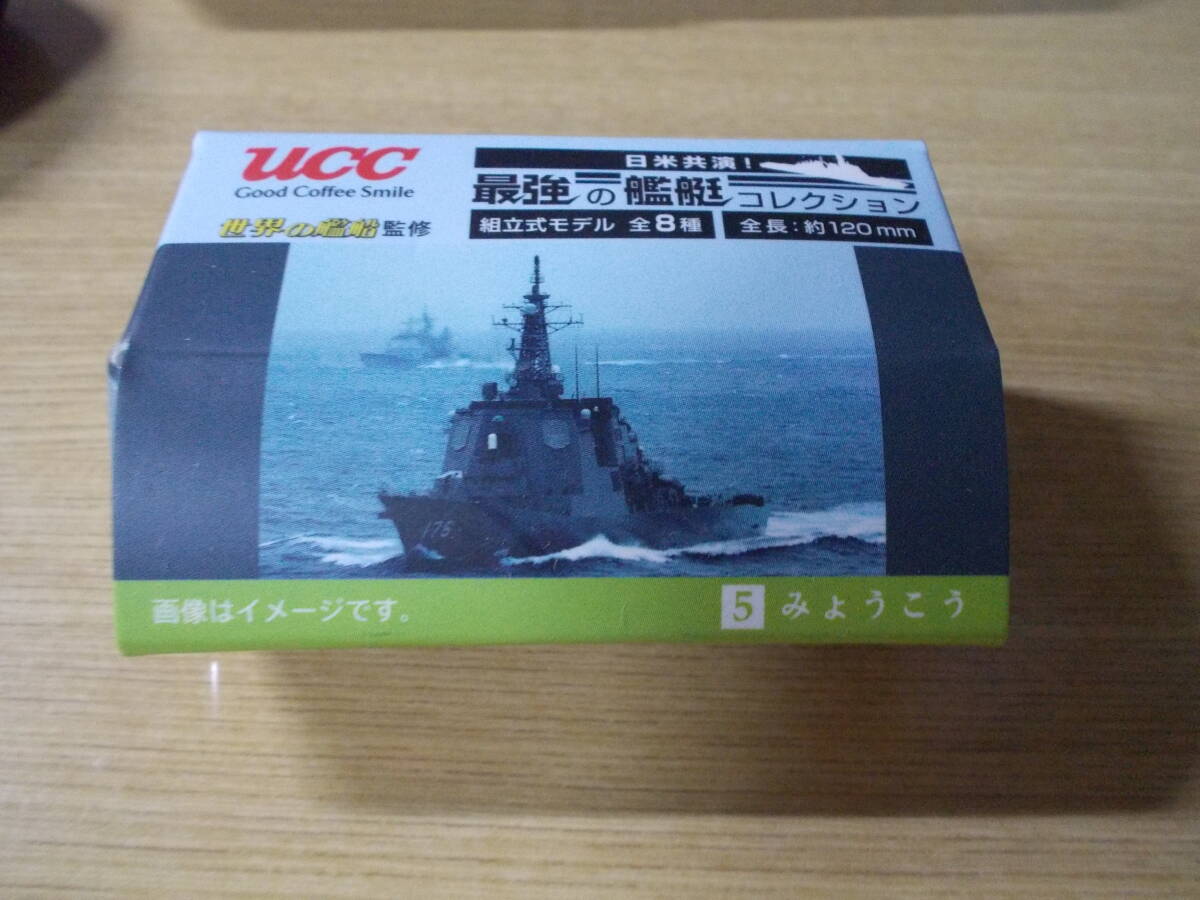 UCC
Good Coffee Smile
世界の艦船 監修
日米共演!
最強の艦艇コレクション
組立式モデル 全8種
全長:約120mm
175
画像はイメージです。
5 みょうこう